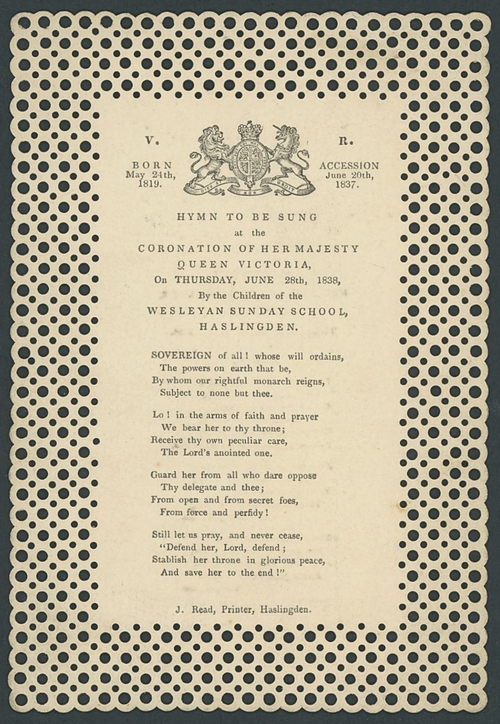 V. R.
BORN
May 24th,
1819.
ACCESSION
June 20th,
1837.
HYMN TO BE SUNG
at the
CORONATION OF HER MAJESTY
QUEEN VICTORIA,
On THURSDAY, JUNE 28th, 1838,
By the Children of the
WESLEYAN SUNDAY SCHOOL,
HASLINGDEN.
SOVEREIGN of all! whose will ordains,
The powers on earth that be,
By whom our rightful monarch reigns,
Subject to none but thee.
Lo! in the arms of faith and prayer
We bear her to thy throne;
Receive thy own peculiar care,
The Lord's anointed one.
Guard her from all who dare oppose
Thy delegate and thee;
From open and from secret foes,
From force and perfidy!
Still let us pray, and never cease,
"Defend her, Lord, defend;
Stablish her throne in glorious peace,
And save her to the end!"
J. Read, Printer, Haslingden.